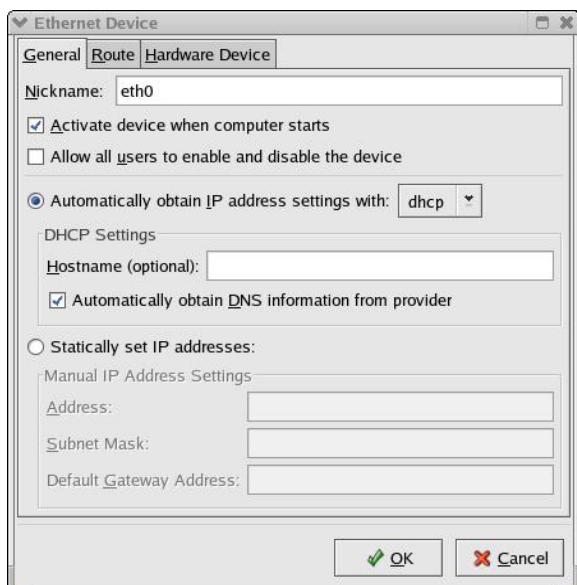 Ethernet Device
General Route Hardware Device
Nickname: eth0
Activate device when computer starts
Allow all users to enable and disable the device
Automatically obtain IP address settings with: dhcp
DHCP Settings
Hostname (optional):
Automatically obtain DNS information from provider
Statically set IP addresses:
Manual IP Address Settings
Address:
Subnet Mask:
Default Gateway Address:
OK Cancel